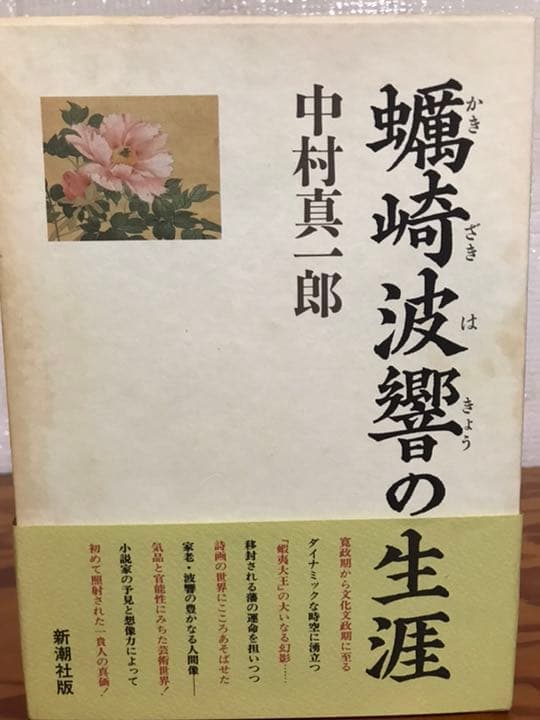 蠣崎波響の生涯
かき ざき は きょう
中村真一郎
寛政期から文化文政期に至る
ダイナミックな時空に湧立つ
「蝦夷大王」の大いなる幻影……
移封される藩の運命を担いつつ
詩画の世界にこころあそばせた
家老・波響の豊かなる人間像──
気品と官能性にみちた芸術世界!
小説家の予見と想像力によって
初めて照射された一貴人の真価!
新潮社版